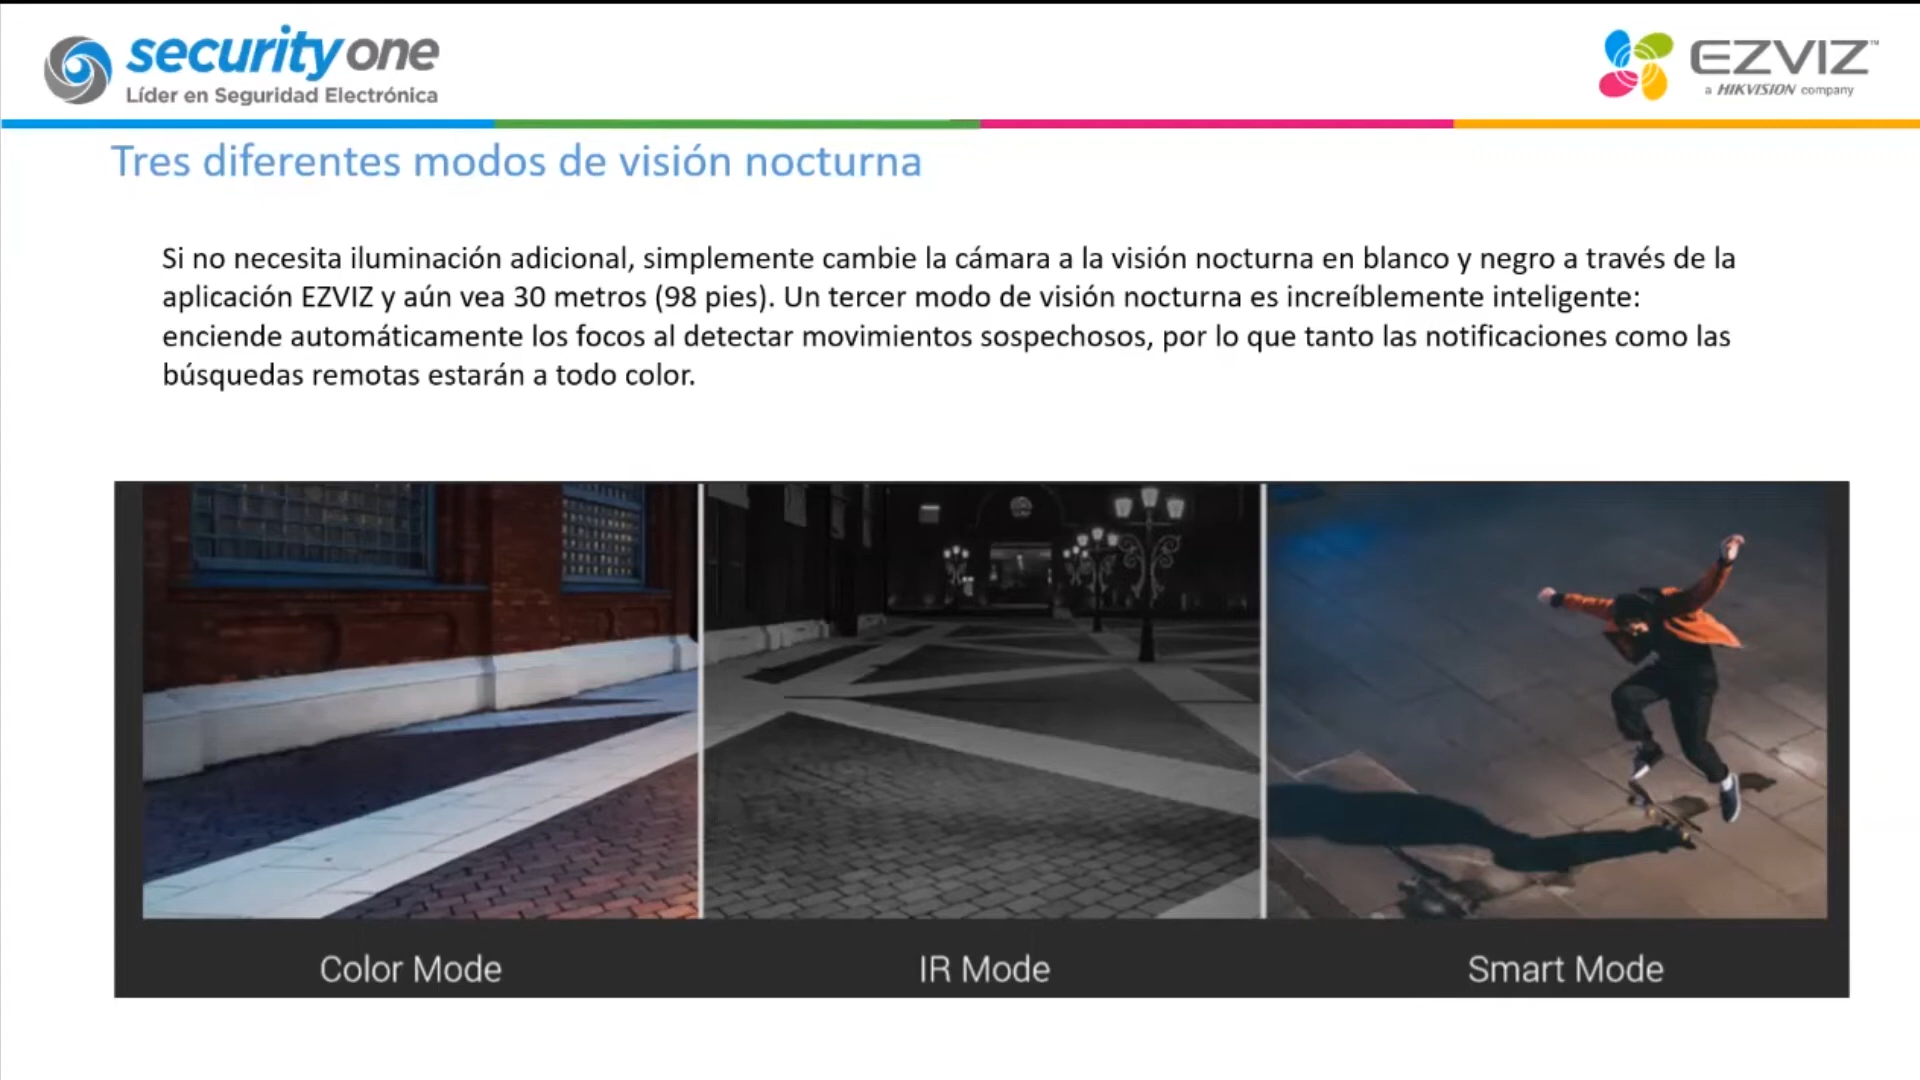 securityone
Líder en Seguridad Electrónica
EZVIZ™
a HIKVISION company
Tres diferentes modos de visión nocturna
Si no necesita iluminación adicional, simplemente cambie la cámara a la visión nocturna en blanco y negro a través de la
aplicación EZVIZ y aún vea 30 metros (98 pies). Un tercer modo de visión nocturna es increíblemente inteligente:
enciende automáticamente los focos al detectar movimientos sospechosos, por lo que tanto las notificaciones como las
búsquedas remotas estarán a todo color.
Color Mode
IR Mode
Smart Mode